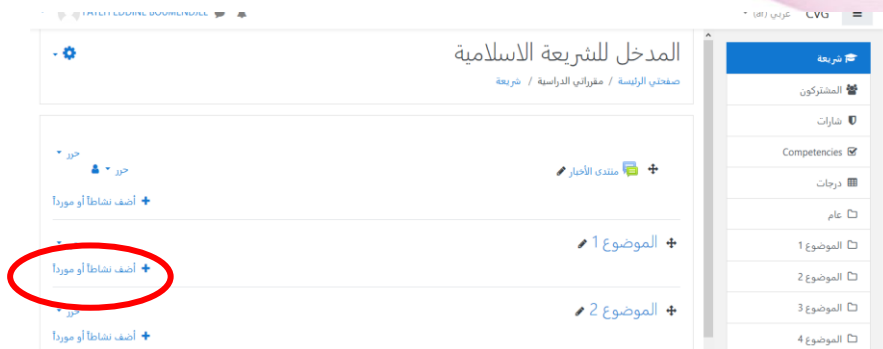 CVG عربي (ar)
FATEH EDDINE BOUMENDJEL
شريعة
المشتركون
شارات
Competencies
درجات
عام
الموضوع 1
الموضوع 2
الموضوع 3
الموضوع 4
المدخل للشريعة الاسلامية
صفحتي الرئيسة / مقرراتي الدراسية / شريعة
حرر
منتدى الأخبار
حرر
أضف نشاطاً أو مورداً
الموضوع 1
أضف نشاطاً أو مورداً
الموضوع 2
حرر
أضف نشاطاً أو مورداً